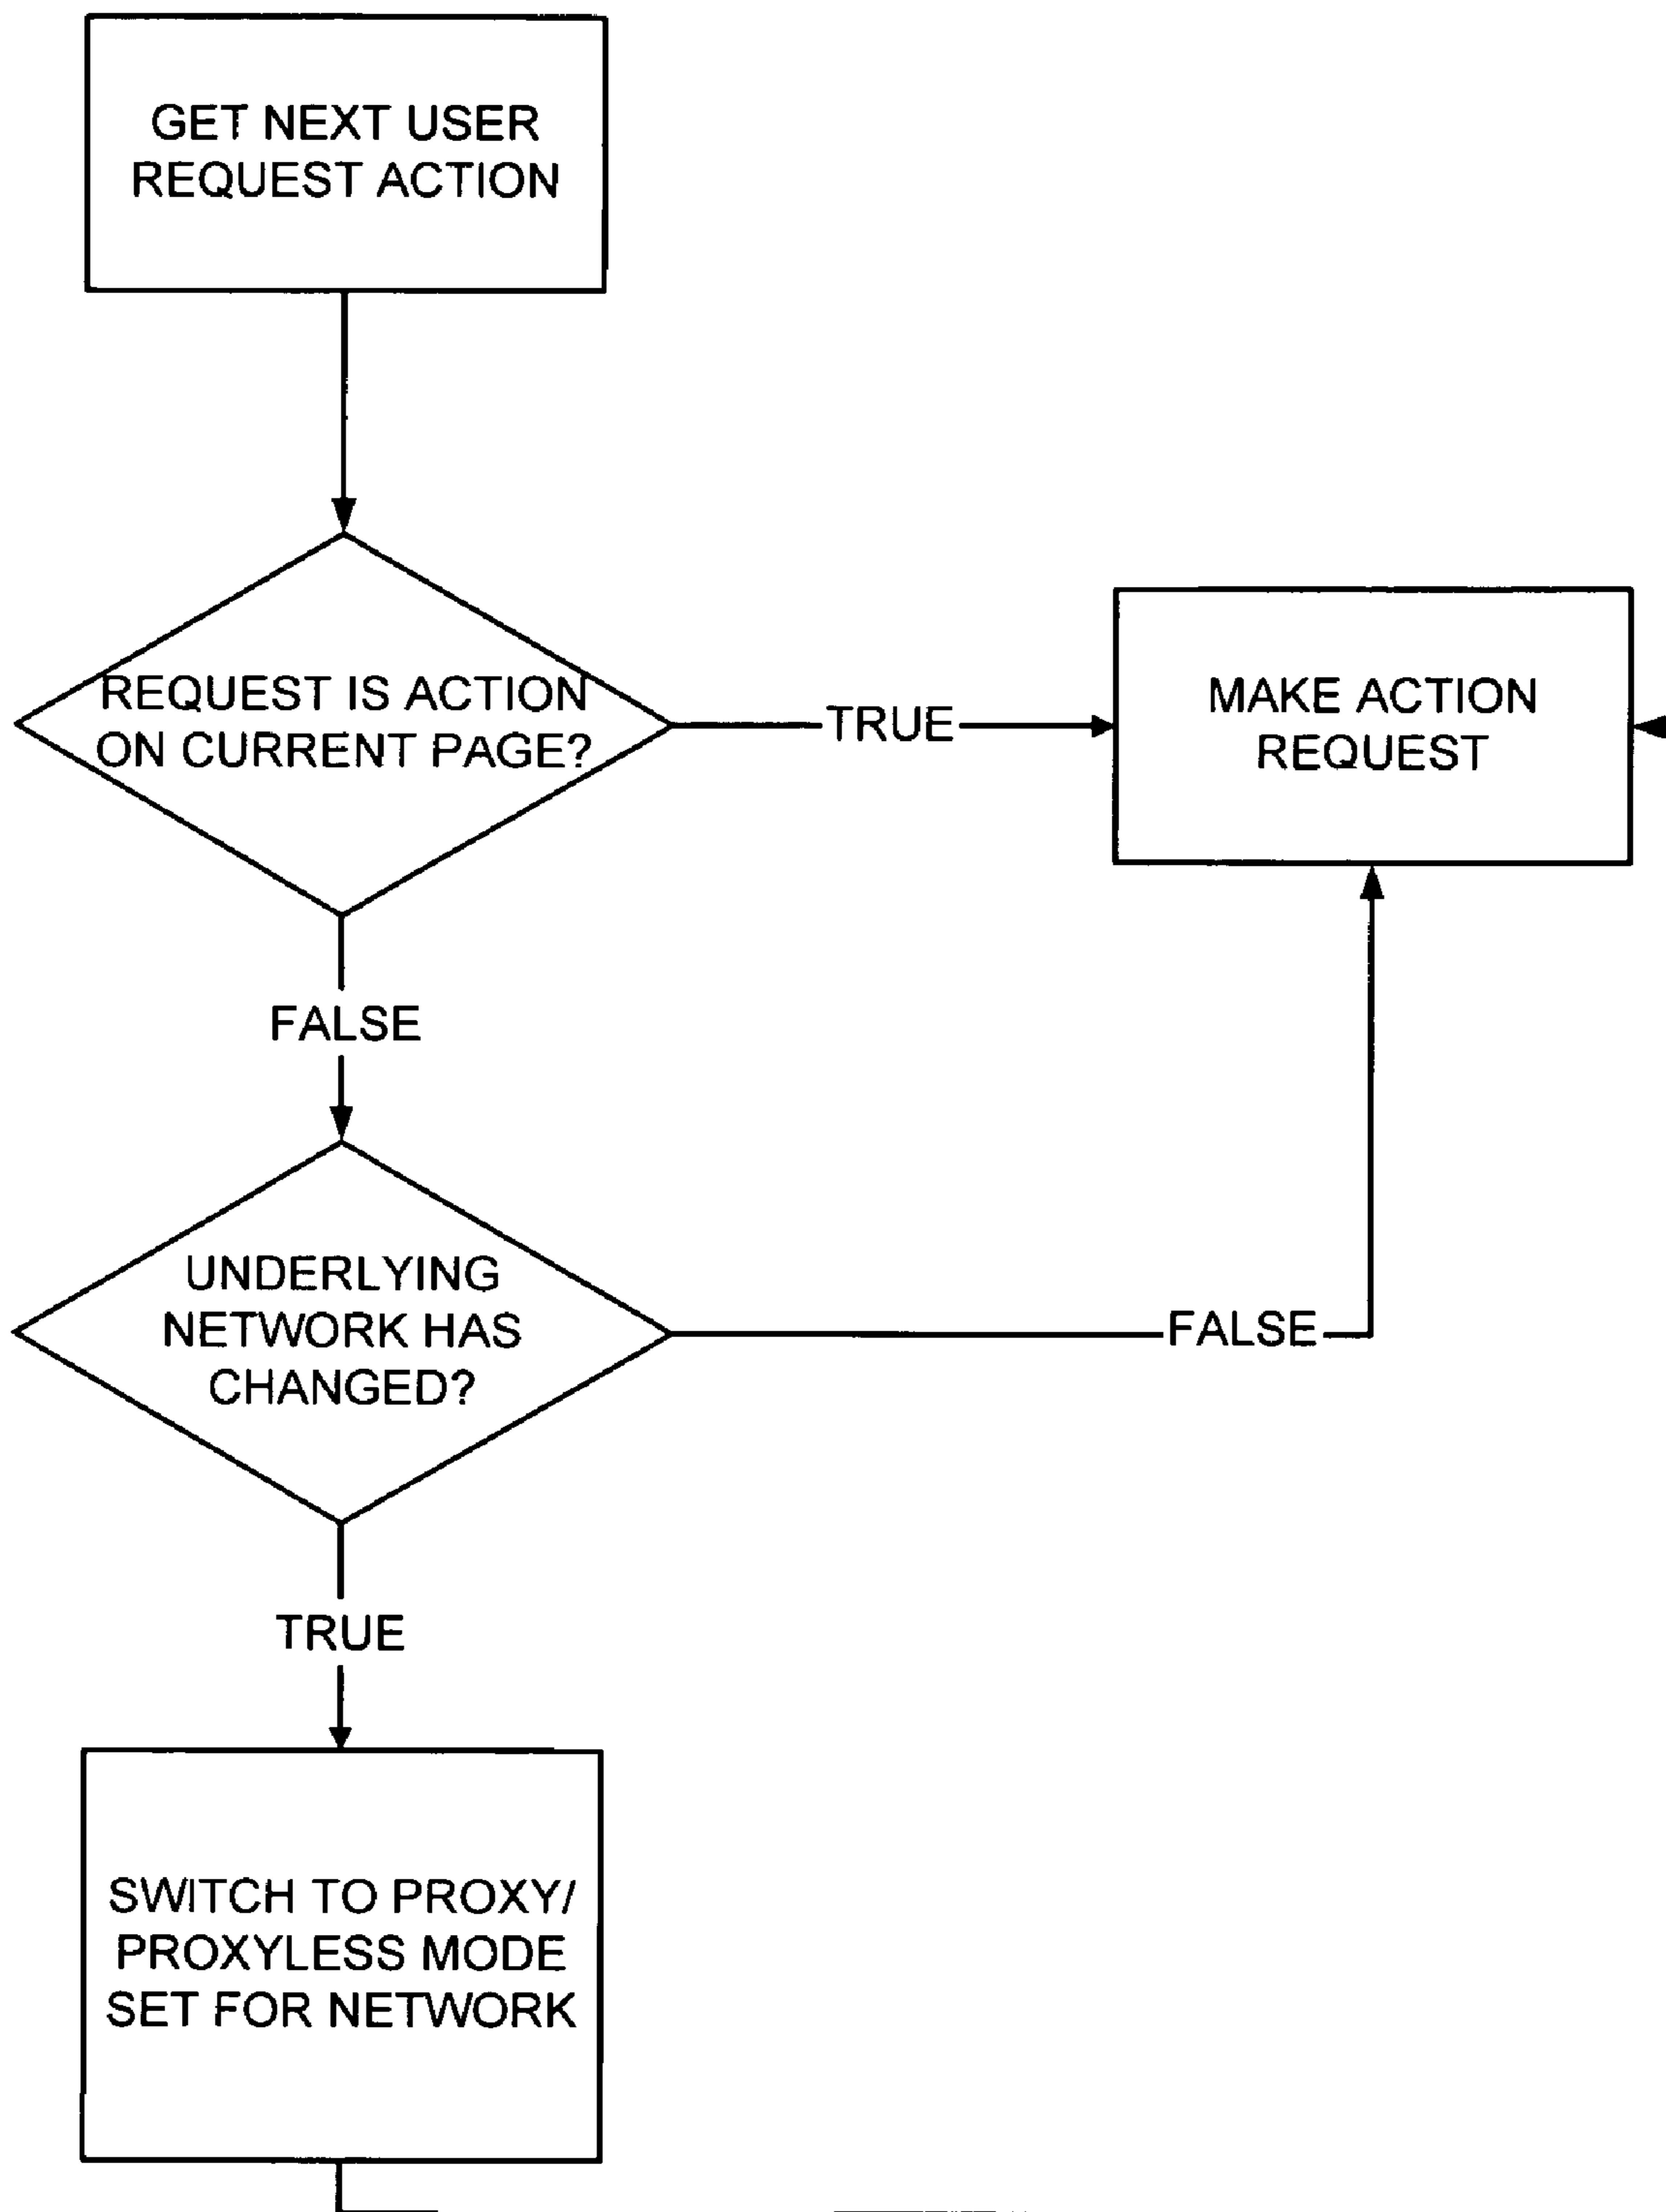 GET NEXT USER
REQUEST ACTION
REQUEST IS ACTION
ON CURRENT PAGE?
TRUE
MAKE ACTION
REQUEST
FALSE
UNDERLYING
NETWORK HAS
CHANGED?
FALSE
TRUE
SWITCH TO PROXY/
PROXYLESS MODE
SET FOR NETWORK